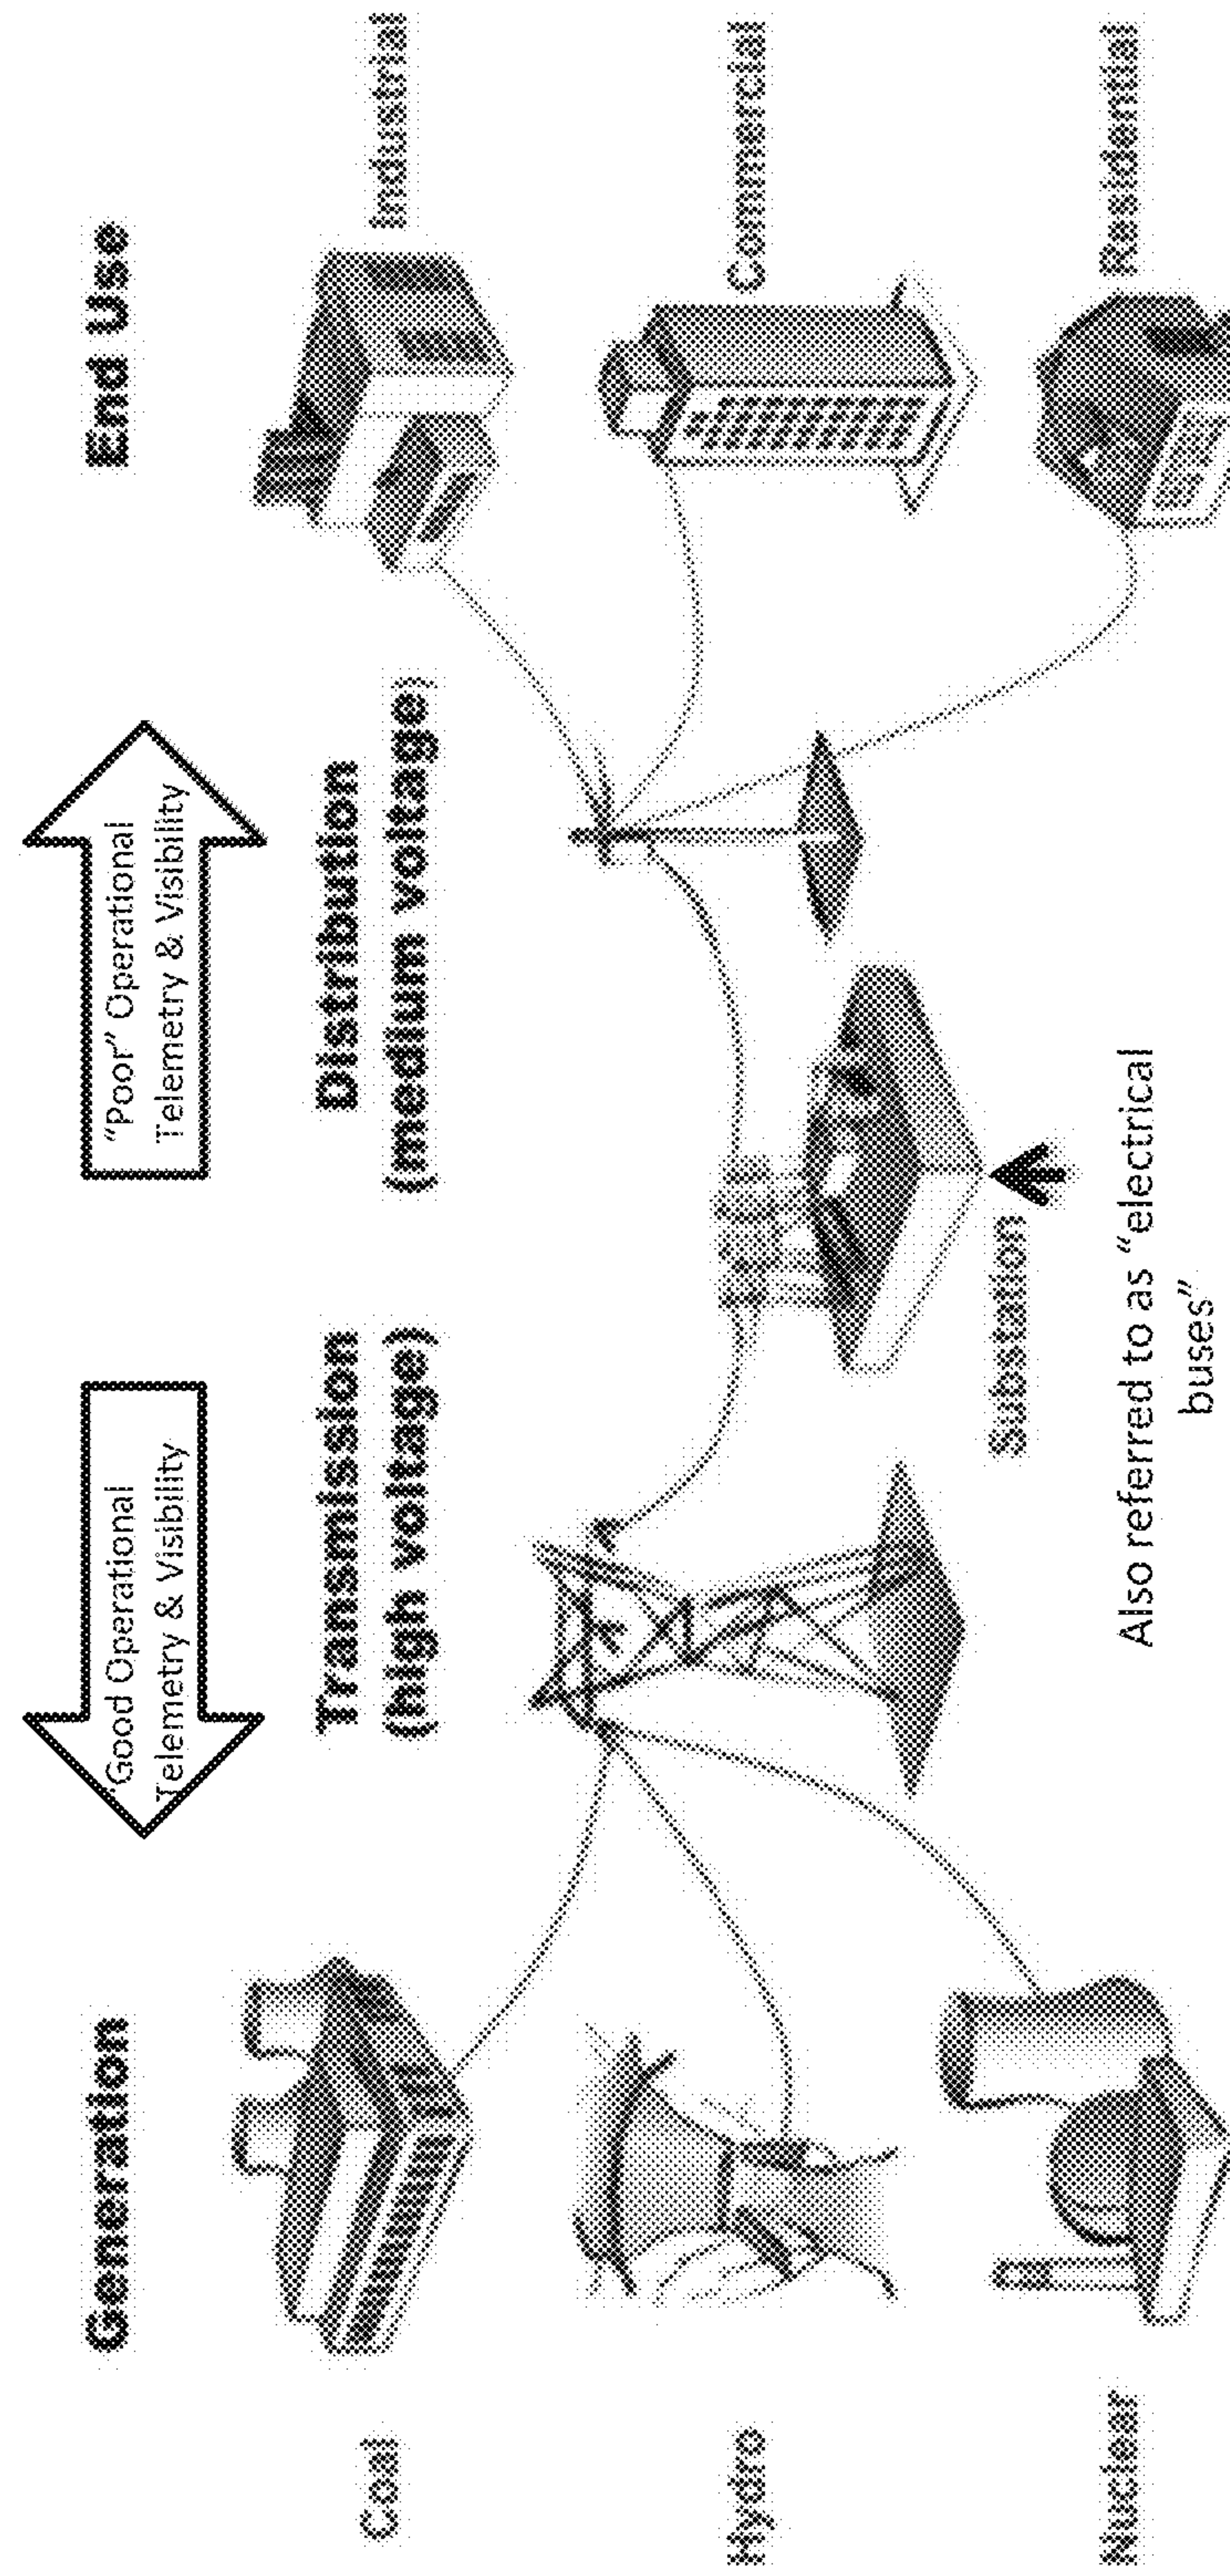 Generation
"Good Operational
Telemetry & Visibility
"Poor" Operational
Telemetry & Visibility
End Use
Transmission
(high voltage)
Distribution
(medium voltage)
Coal
Industrial
Hydro
Commercial
Substation
Nuclear
Residential
Also referred to as "electrical
buses"